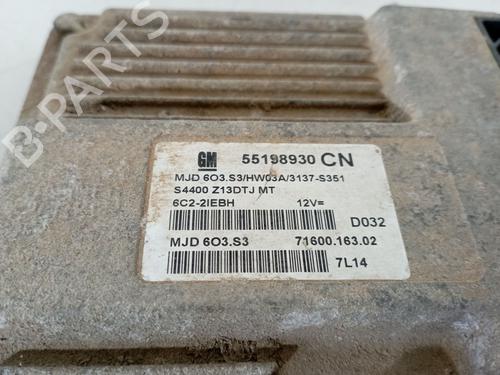 B-PARTS
GM 55198930 CN
MJD 6O3.S3/HW03A/3137-S351
S4400 Z13DTJ MT
6C2-2IEBH 12V=
D032
MJD 6O3.S3 71600.163.02
7L14